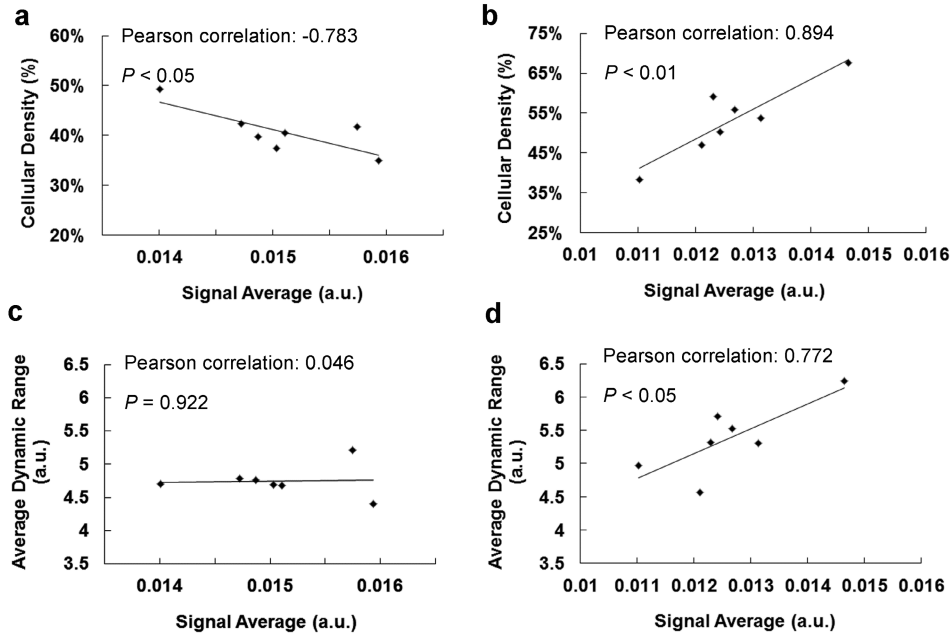 a
Pearson correlation: -0.783
P < 0.05
60%
50%
40%
30%
20%
Cellular Density (%)
0.014 0.015 0.016
Signal Average (a.u.)
b
Pearson correlation: 0.894
P < 0.01
75%
65%
55%
45%
35%
25%
Cellular Density (%)
0.01 0.011 0.012 0.013 0.014 0.015 0.016
Signal Average (a.u.)
c
Pearson correlation: 0.046
P = 0.922
6.5
6
5.5
5
4.5
4
3.5
Average Dynamic Range
(a.u.)
0.014 0.015 0.016
Signal Average (a.u.)
d
Pearson correlation: 0.772
P < 0.05
6.5
6
5.5
5
4.5
4
3.5
Average Dynamic Range
(a.u.)
0.01 0.011 0.012 0.013 0.014 0.015 0.016
Signal Average (a.u.)